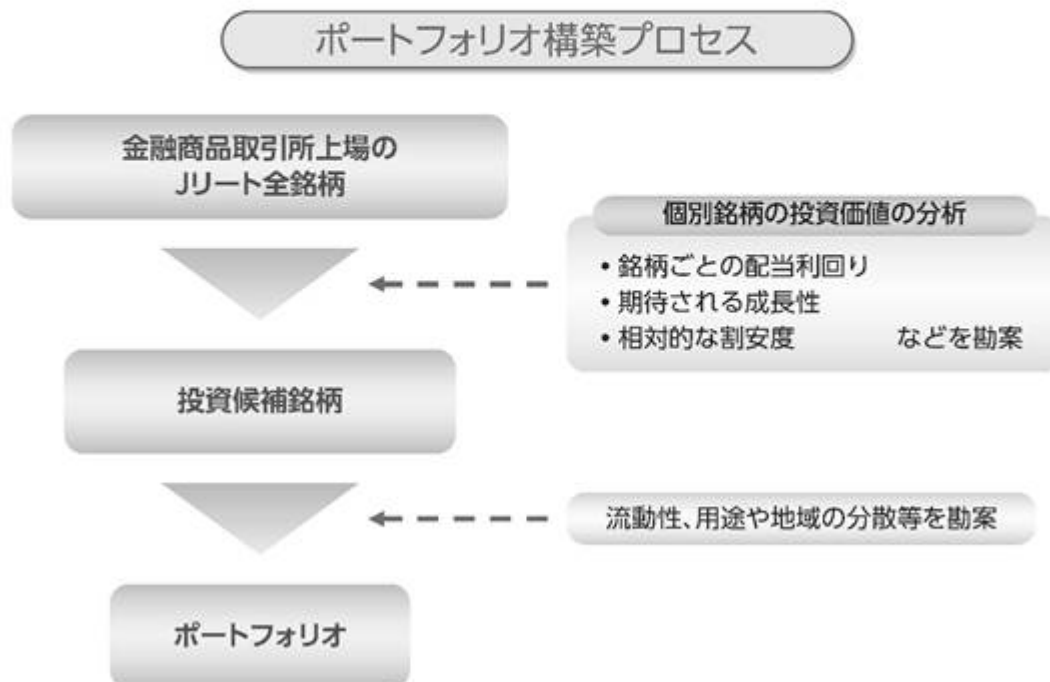 ポートフォリオ構築プロセス
金融商品取引所上場の
Jリート全銘柄
個別銘柄の投資価値の分析
• 銘柄ごとの配当利回り
• 期待される成長性
• 相対的な割安度 などを勘案
投資候補銘柄
流動性、用途や地域の分散等を勘案
ポートフォリオ